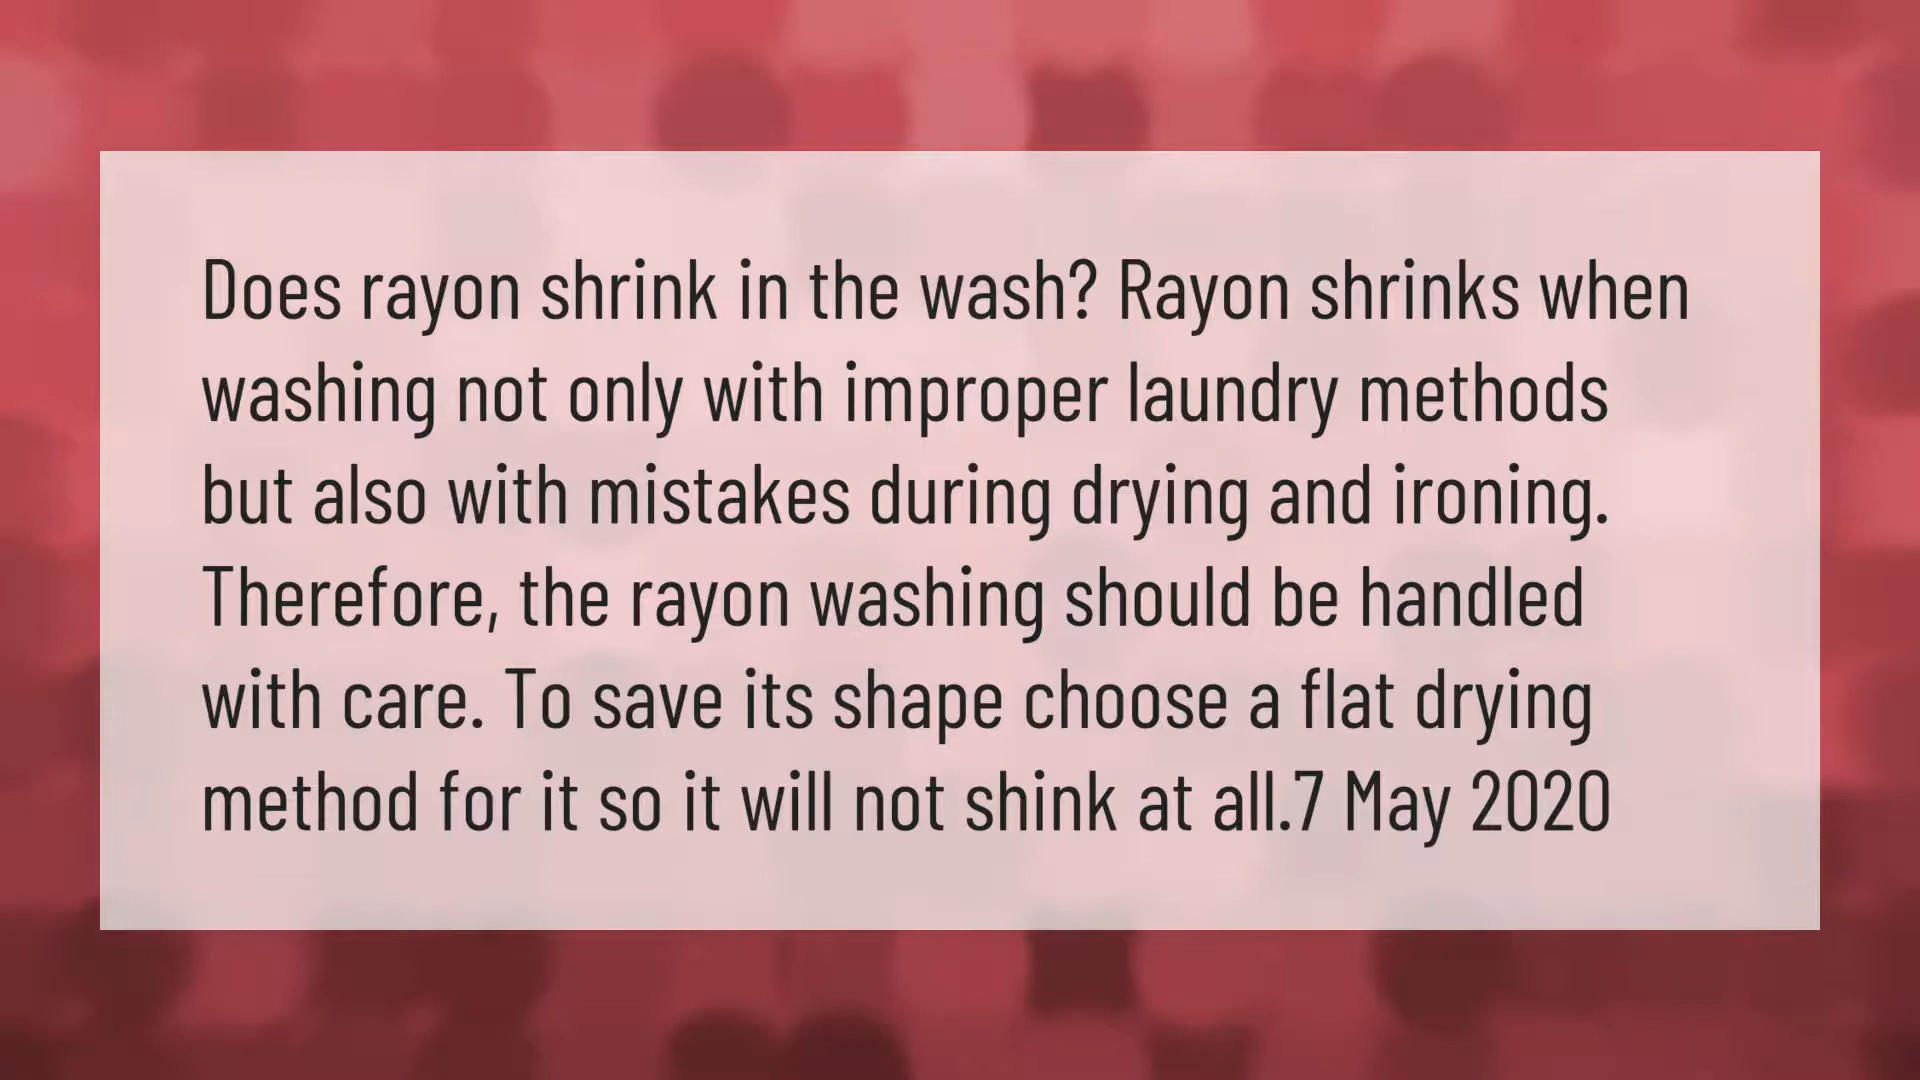 Does rayon shrink in the wash? Rayon shrinks when
washing not only with improper laundry methods
but also with mistakes during drying and ironing.
Therefore, the rayon washing should be handled
with care. To save its shape choose a flat drying
method for it so it will not shink at all.7 May 2020